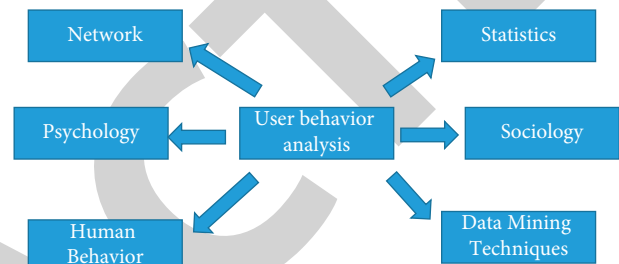 Network
Statistics
Psychology
User behavior
analysis
Sociology
Human
Behavior
Data Mining
Techniques